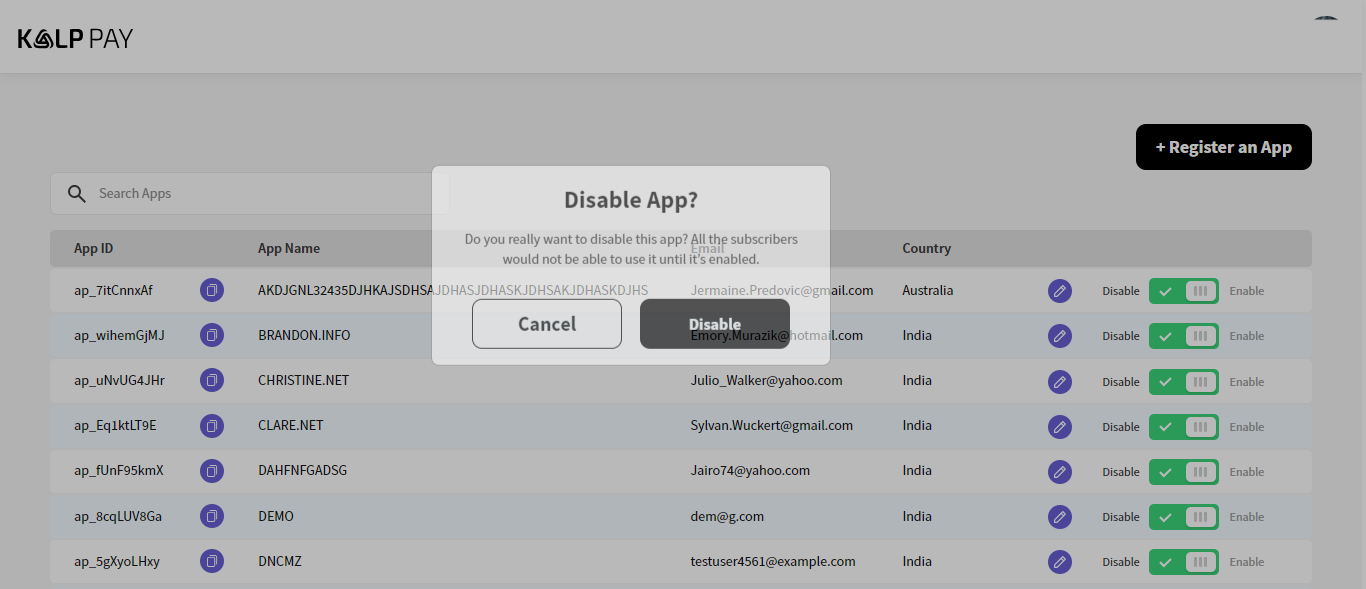 KALP PAY
+ Register an App
Search Apps
Disable App?
Do you really want to disable this app? All the subscribers
would not be able to use it until it's enabled.
Cancel
Disable
App ID App Name Email Country
ap_7itCnnxAf AKDJGNL32435DJHKAJSDHSAJDHASJDHASKJDHSAKJDHASKDJHS Jermaine.Predovic@gmail.com Australia Disable Enable
ap_wihemGjMJ BRANDON.INFO Emory.Murazik@hotmail.com India Disable Enable
ap_uNvUG4JHr CHRISTINE.NET Julio_Walker@yahoo.com India Disable Enable
ap_Eq1ktLT9E CLARE.NET Sylvan.Wuckert@gmail.com India Disable Enable
ap_fUnF95kmX DAHFNFGADSG Jairo74@yahoo.com India Disable Enable
ap_8cqLUV8Ga DEMO dem@g.com India Disable Enable
ap_5gXyoLHxy DNCMZ testuser4561@example.com India Disable Enable